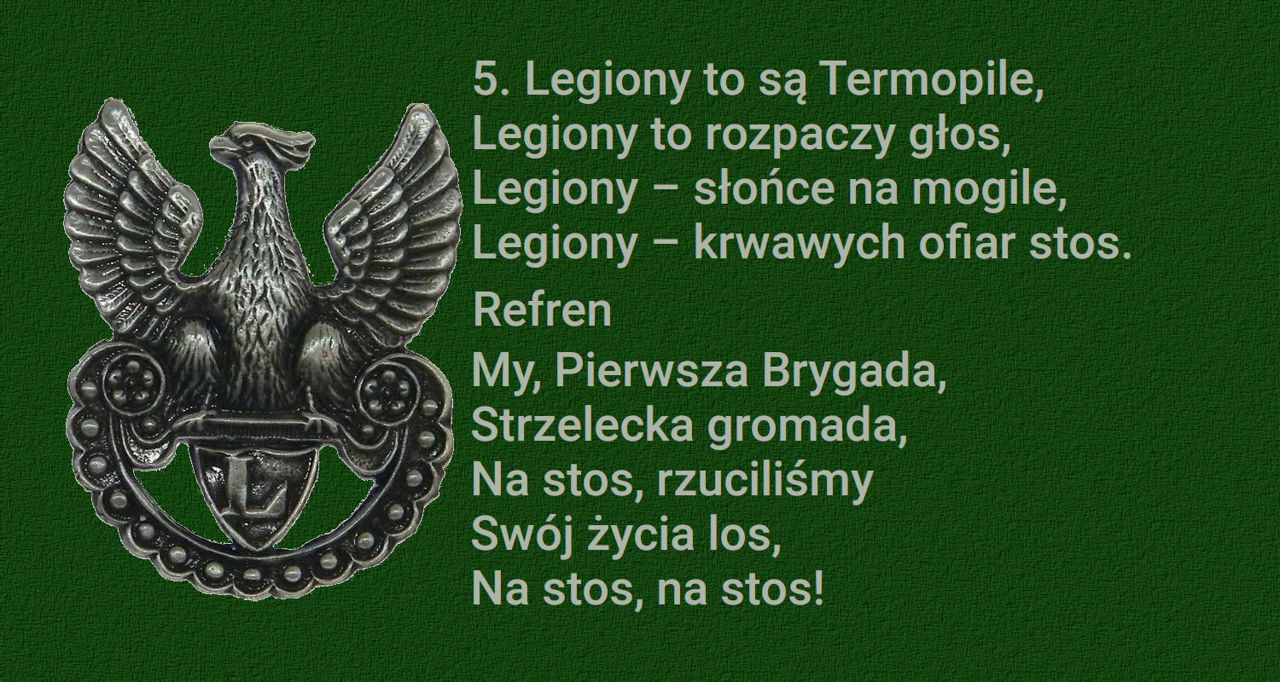 5. Legiony to są Termopile,
Legiony to rozpaczy głos,
Legiony – słońce na mogile,
Legiony – krwawych ofiar stos.
Refren
My, Pierwsza Brygada,
Strzelecka gromada,
Na stos, rzuciliśmy
Swój życia los,
Na stos, na stos!
L